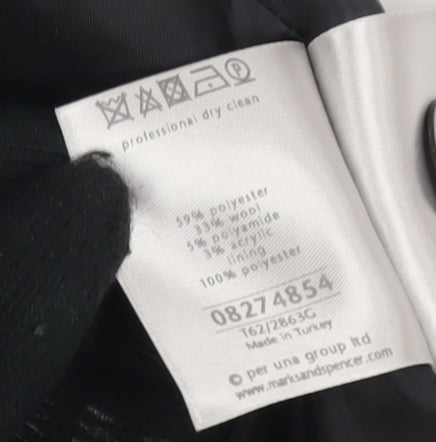 P
professional dry clean
59% polyester
33% wool
5% polyamide
3% acrylic
lining
100% polyester
08274854
T62/2863G
Made in Turkey
© per una group ltd
www.marksandspencer.com